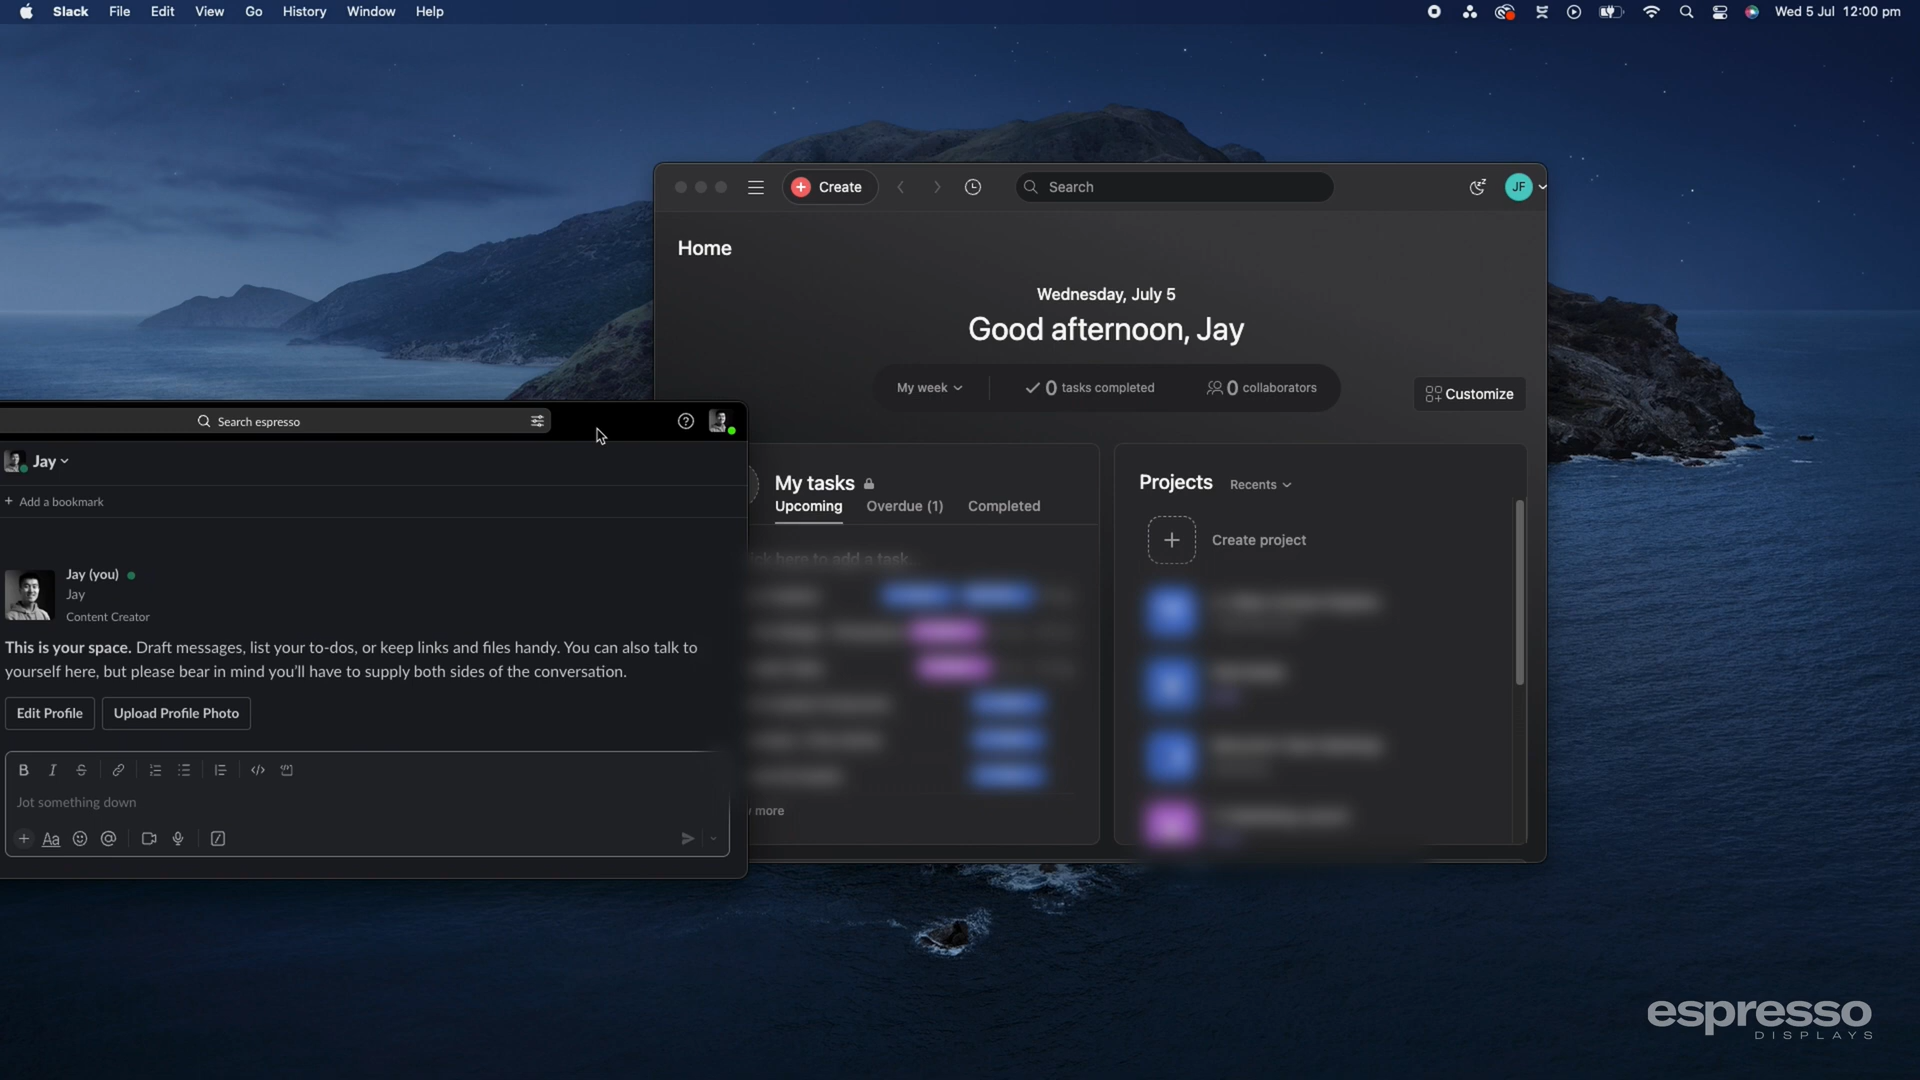 Slack File Edit View Go History Window Help
Wed 5 Jul 12:00 pm
Create
Search
JF
Home
Wednesday, July 5
Good afternoon, Jay
My week
0 tasks completed
0 collaborators
Customize
Search espresso
Jay
+ Add a bookmark
Jay (you)
Jay
Content Creator
This is your space. Draft messages, list your to-dos, or keep links and files handy. You can also talk to
yourself here, but please bear in mind you'll have to supply both sides of the conversation.
Edit Profile
Upload Profile Photo
B I S
Jot something down
Aa
My tasks
Upcoming Overdue (1) Completed
here to add a task...
more
Projects Recents
Create project
espresso
DISPLAYS